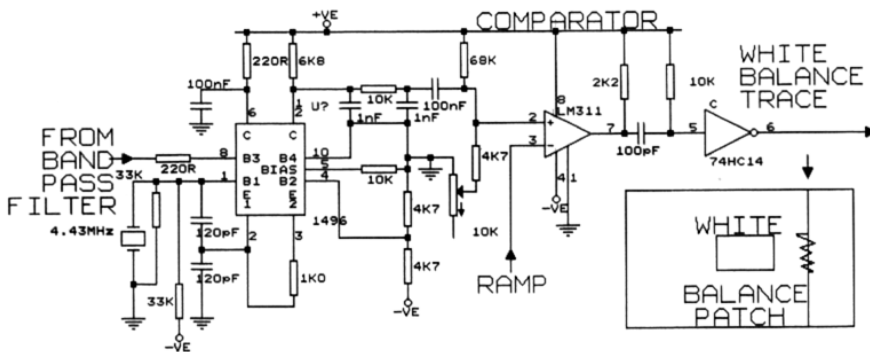 COMPARATOR
+VE
WHITE
BALANCE
TRACE
220R
6K8
68K
2K2
10K
100nF
6
1
2
U?
10K
100nF
1nF
1nF
8
LM311
C
FROM
BAND
PASS
FILTER
33K
220R
8
1
C
C
B3
B4
BIAS
B1
B2
E
1
E
2
10
5
4
1496
10K
4K7
2
3
7
100pF
5
6
74HC14
4
1
-VE
4.43MHz
120pF
120pF
2
3
1K0
4K7
4K7
10K
RAMP
33K
-VE
-VE
WHITE
BALANCE
PATCH